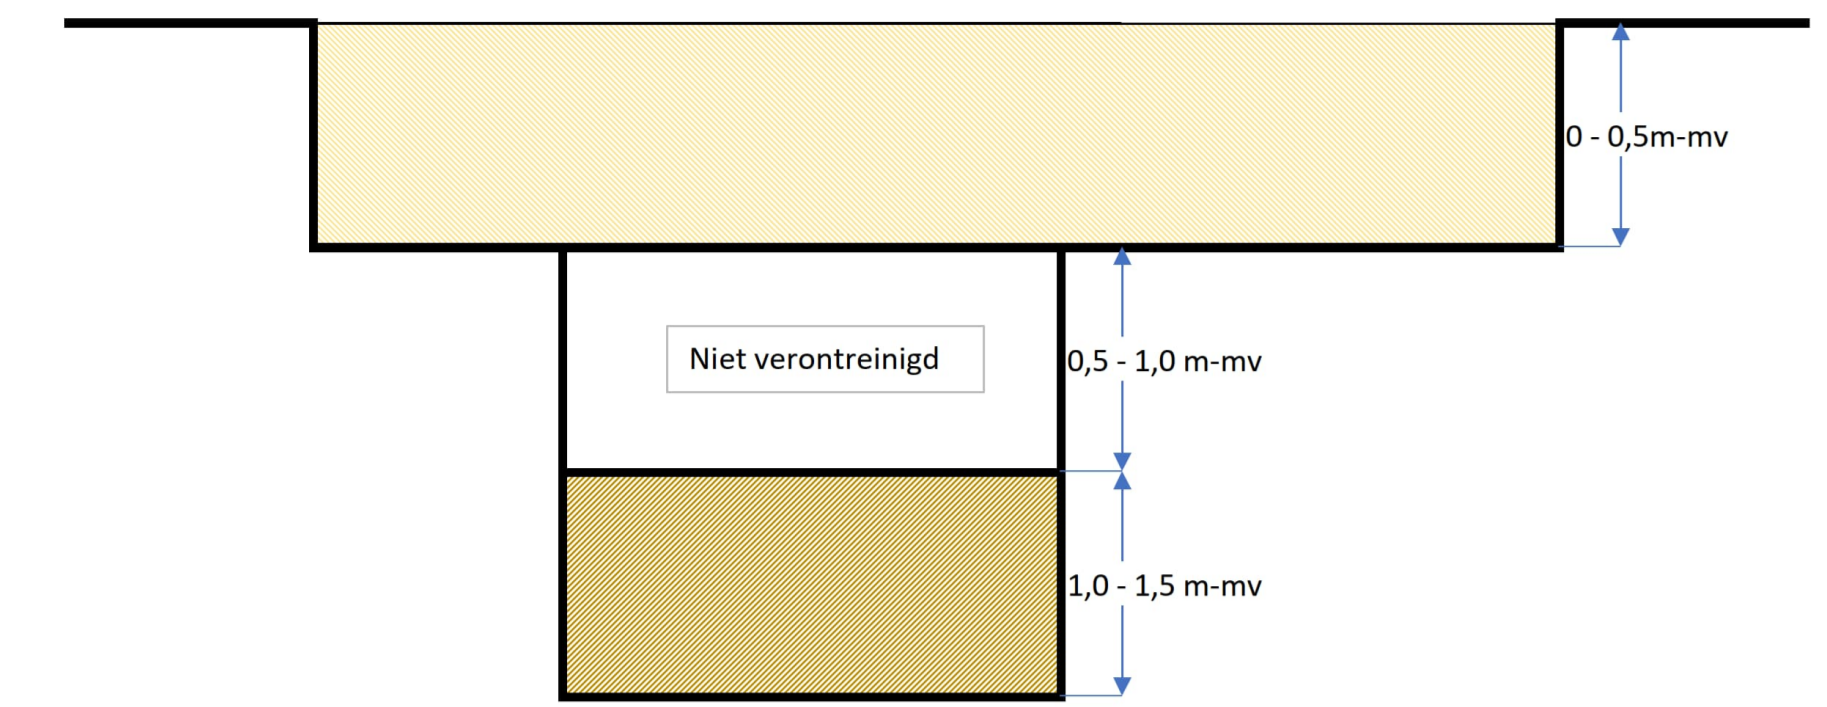 0 - 0,5m-mv
Niet verontreinigd
0,5 - 1,0 m-mv
1,0 - 1,5 m-mv